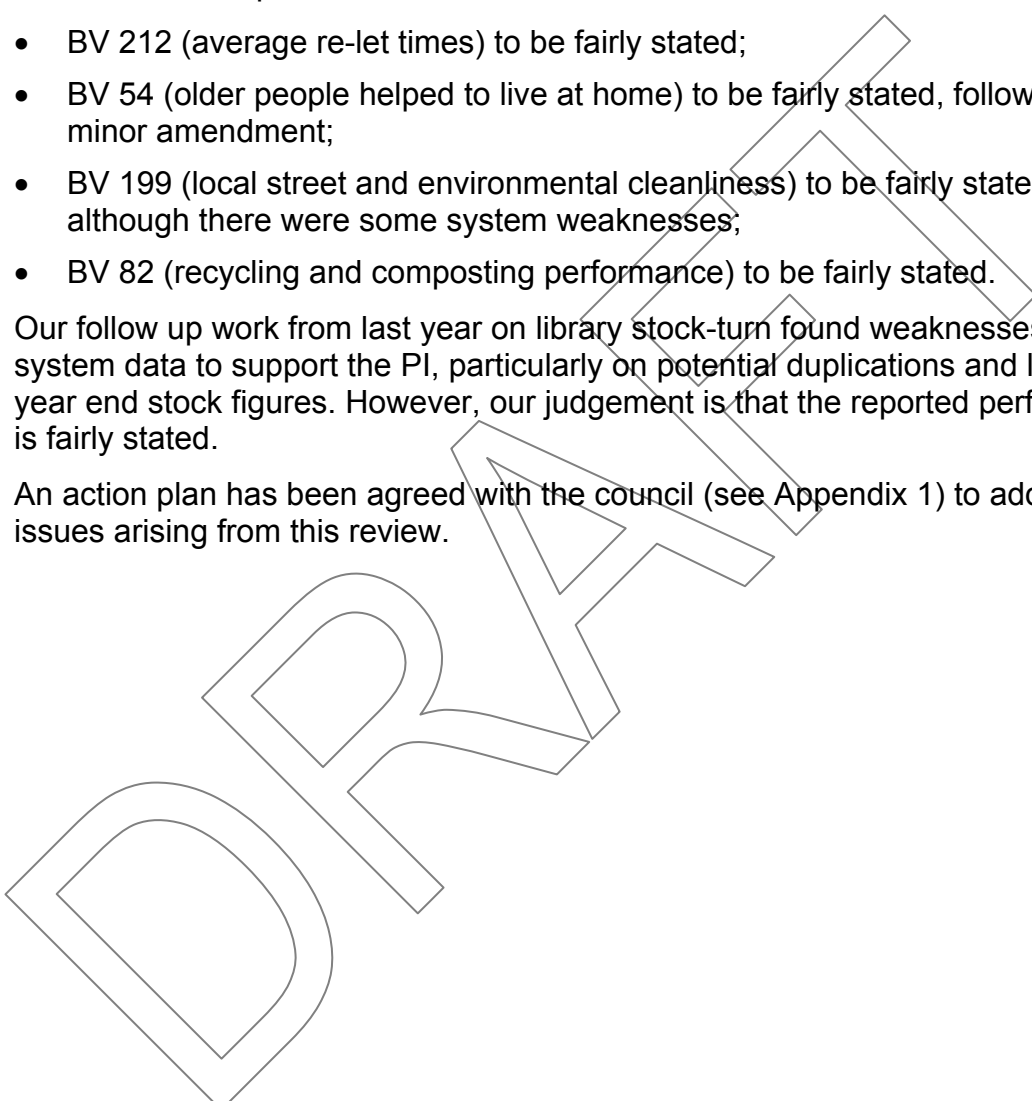 • BV 212 (average re-let times) to be fairly stated;
• BV 54 (older people helped to live at home) to be fairly stated, follow
minor amendment;
• BV 199 (local street and environmental cleanliness) to be fairly state
although there were some system weaknesses;
• BV 82 (recycling and composting performance) to be fairly stated.
Our follow up work from last year on library stock-turn found weaknesses
system data to support the PI, particularly on potential duplications and
year end stock figures. However, our judgement is that the reported perf
is fairly stated.
An action plan has been agreed with the council (see Appendix 1) to add
issues arising from this review.
DRAFT